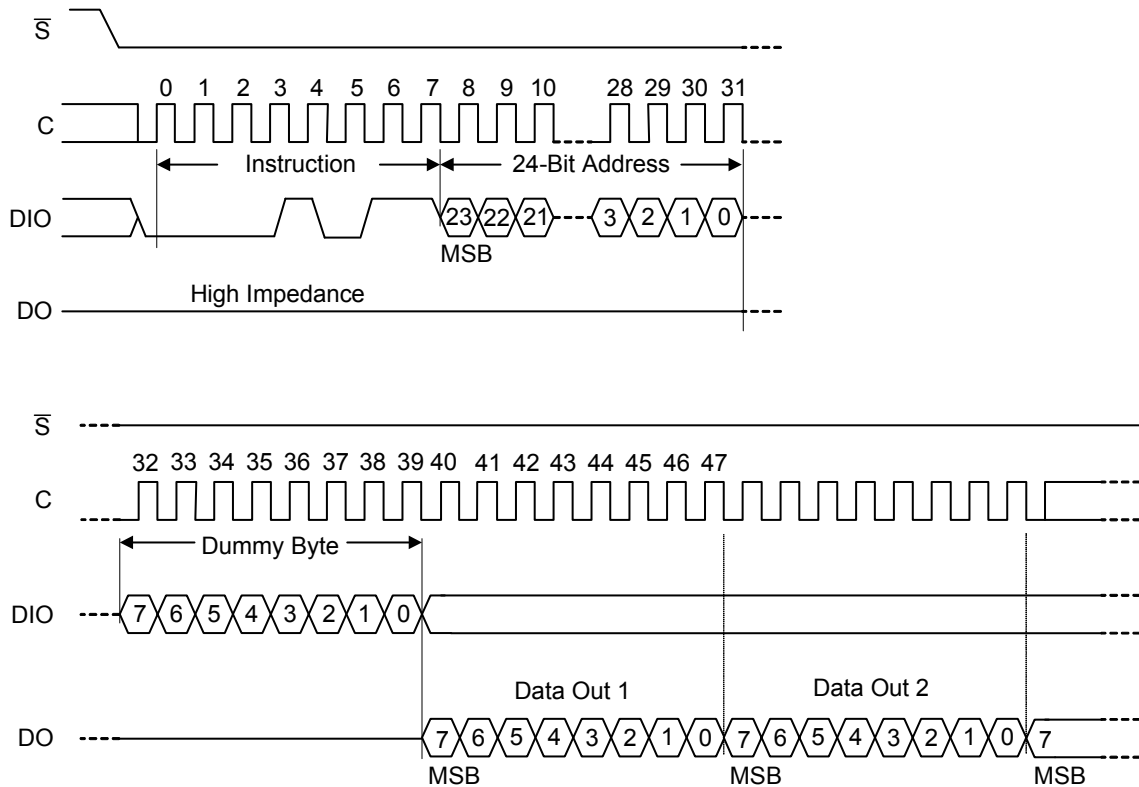 S̅
0 1 2 3 4 5 6 7 8 9 10 28 29 30 31
C
Instruction 24-Bit Address
DIO 23 22 21 3 2 1 0
MSB
High Impedance
DO
S̅
32 33 34 35 36 37 38 39 40 41 42 43 44 45 46 47
C
Dummy Byte
DIO 7 6 5 4 3 2 1 0
Data Out 1 Data Out 2
DO 7 6 5 4 3 2 1 0 7 6 5 4 3 2 1 0 7
MSB MSB MSB